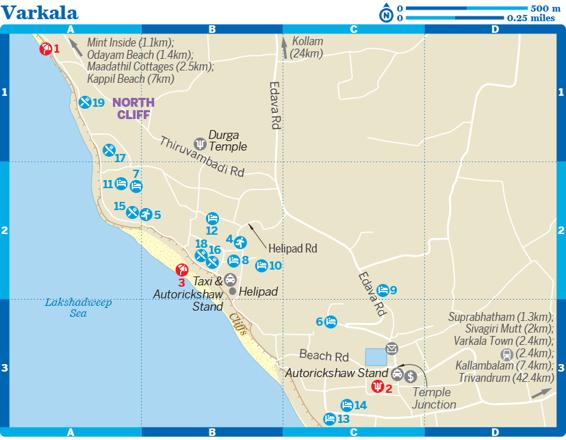 Varkala
N
0 500 m
0 0.25 miles
A B C D
1
Mint Inside (1.1km);
Odayam Beach (1.4km);
Maadathil Cottages (2.5km);
Kappil Beach (7km)
Kollam
(24km)
1 1
19
NORTH
CLIFF
Edava Rd
Durga
Temple
Thiruvambadi Rd
17
11
7
15
5
12
2 2
4
Helipad Rd
18 16
8
10
3
Taxi &
Autorickshaw
Stand
Helipad
9
Edava Rd
Lakshadweep
Sea
Cliffs
6
Suprabhatham (1.3km);
Sivagiri Mutt (2km);
Varkala Town (2.4km);
(2.4km);
Kallambalam (7.4km);
Trivandrum (42.4km)
3 3
Beach Rd
Autorickshaw Stand
$
2
Temple
Junction
14
13
A B C D